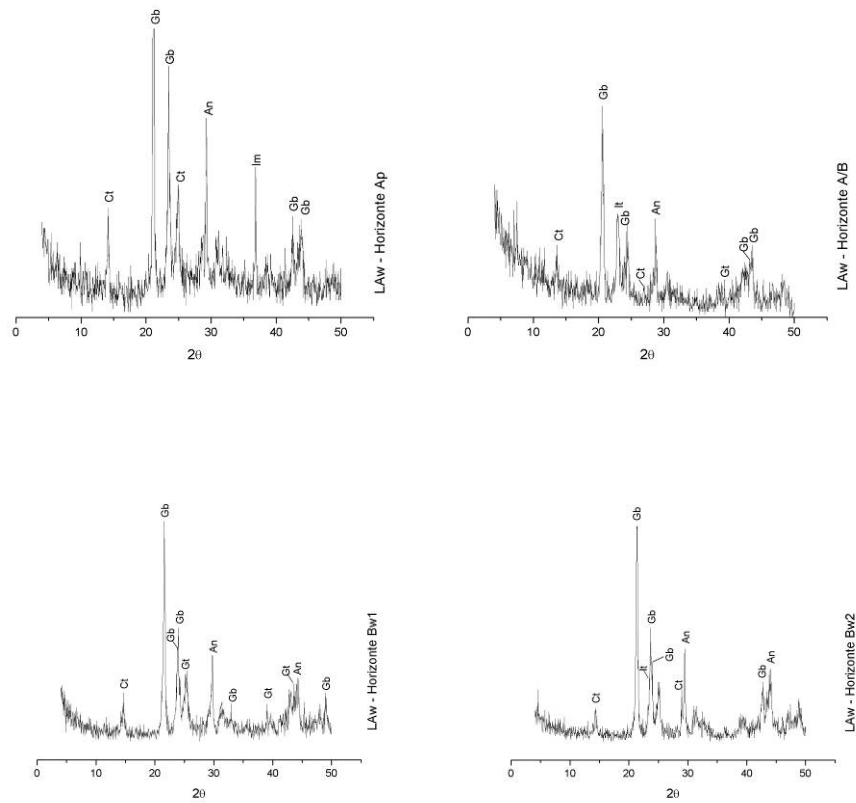 Gb
Gb
An
Im
Ct
Ct
Gb
Gb
0 10 20 30 40 50
2θ
LAw - Horizonte Ap
Gb
It
Gb
An
Ct
Ct
Gt
Gb
Gb
0 10 20 30 40 50
2θ
LAw - Horizonte A/B
Gb
Gb
Gb
Gt
An
Ct
Gb
Gt
Gt
An
Gb
0 10 20 30 40 50
2θ
LAw - Horizonte Bw1
Gb
Gb
Gb
It
An
Ct
Ct
Gb
An
0 10 20 30 40 50
2θ
LAw - Horizonte Bw2